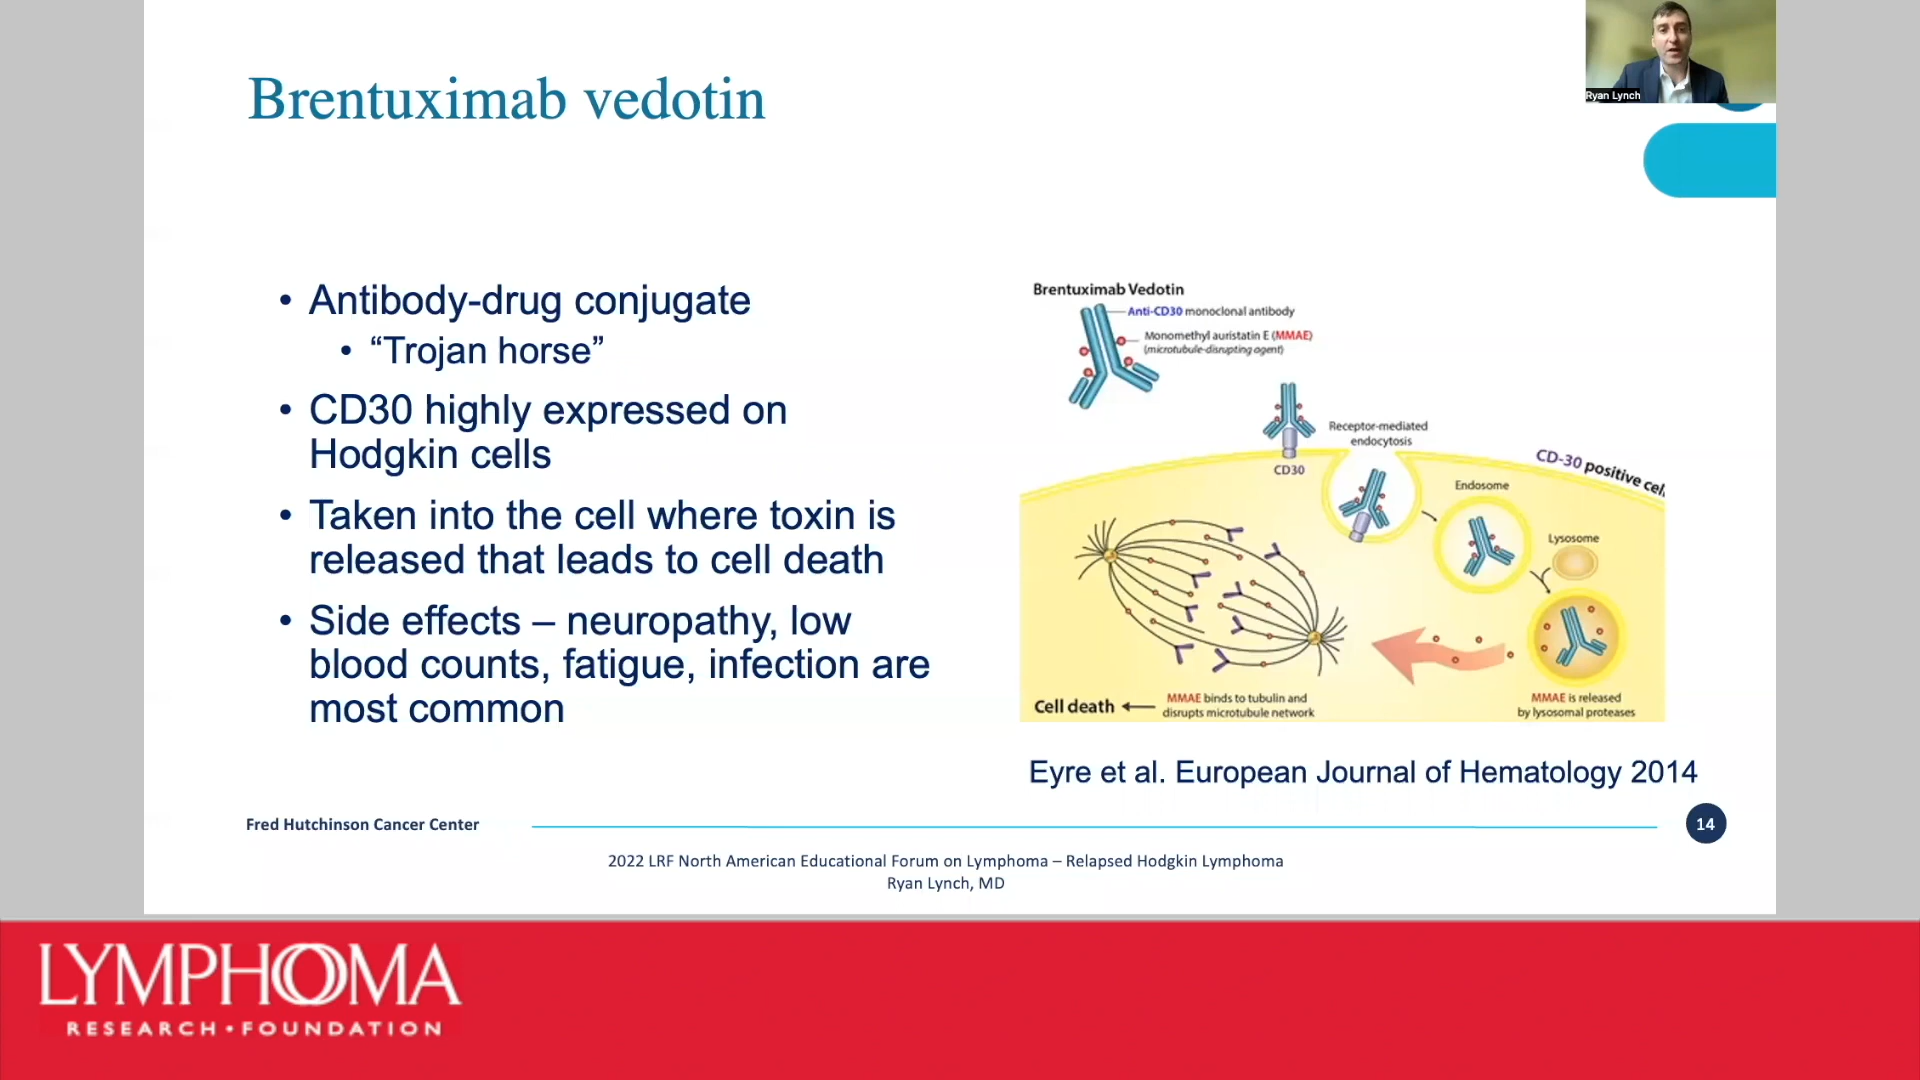 Ryan Lynch
Brentuximab vedotin
• Antibody-drug conjugate
• “Trojan horse”
• CD30 highly expressed on
Hodgkin cells
• Taken into the cell where toxin is
released that leads to cell death
• Side effects – neuropathy, low
blood counts, fatigue, infection are
most common
Brentuximab Vedotin
Anti-CD30 monoclonal antibody
Monomethyl auristatin E (MMAE)
(microtubule-disrupting agent)
Receptor-mediated
endocytosis
CD30
CD-30 positive cell
Endosome
Lysosome
Cell death
MMAE binds to tubulin and
disrupts microtubule network
MMAE is released
by lysosomal proteases
Eyre et al. European Journal of Hematology 2014
Fred Hutchinson Cancer Center
14
2022 LRF North American Educational Forum on Lymphoma – Relapsed Hodgkin Lymphoma
Ryan Lynch, MD
LYMPHOMA
RESEARCH • FOUNDATION